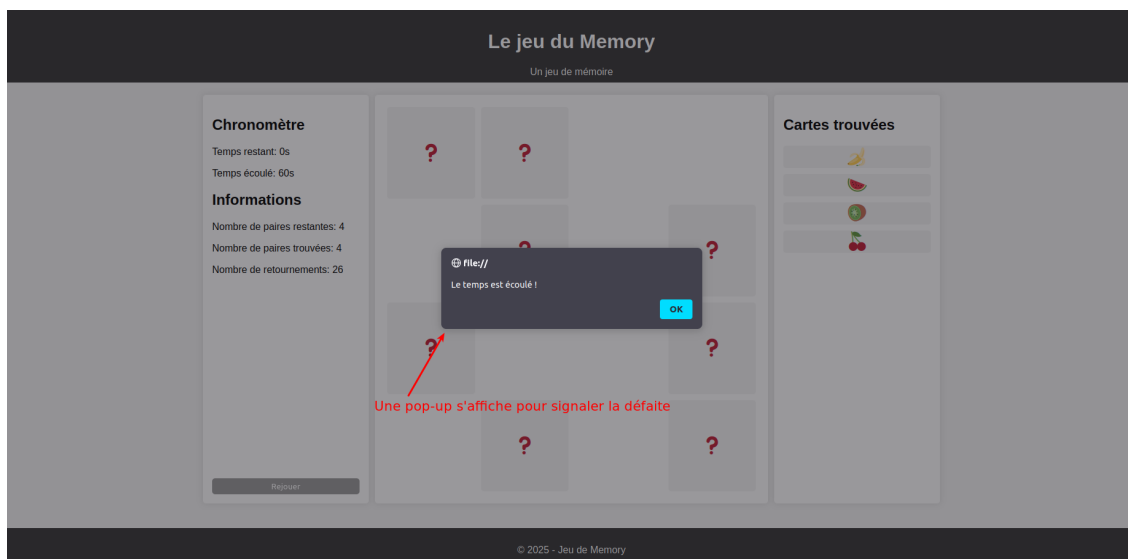 Le jeu du Memory
Un jeu de mémoire
Chronomètre
Temps restant: 0s
Temps écoulé: 60s
Informations
Nombre de paires restantes: 4
Nombre de paires trouvées: 4
Nombre de retournements: 26
Rejouer
? ?
? ?
? ?
? ?
file://
Le temps est écoulé !
OK
Une pop-up s'affiche pour signaler la défaite
Cartes trouvées
© 2025 - Jeu de Memory